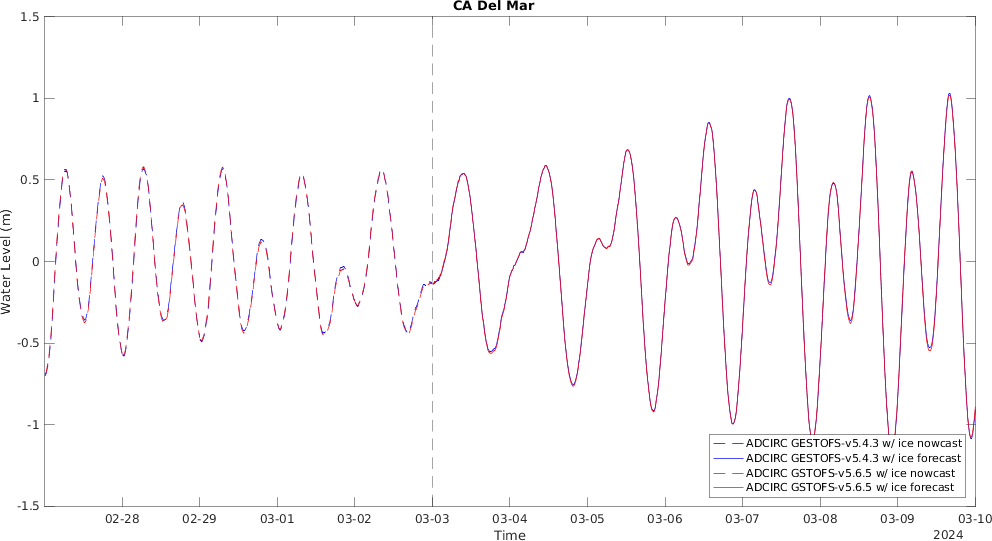 CA Del Mar
1.5
1
0.5
0
-0.5
-1
-1.5
Water Level (m)
ADCIRC GESTOFS-v5.4.3 w/ ice nowcast
ADCIRC GESTOFS-v5.4.3 w/ ice forecast
ADCIRC GSTOFS-v5.6.5 w/ ice nowcast
ADCIRC GSTOFS-v5.6.5 w/ ice forecast
02-28 02-29 03-01 03-02 03-03 03-04 03-05 03-06 03-07 03-08 03-09 03-10
Time
2024